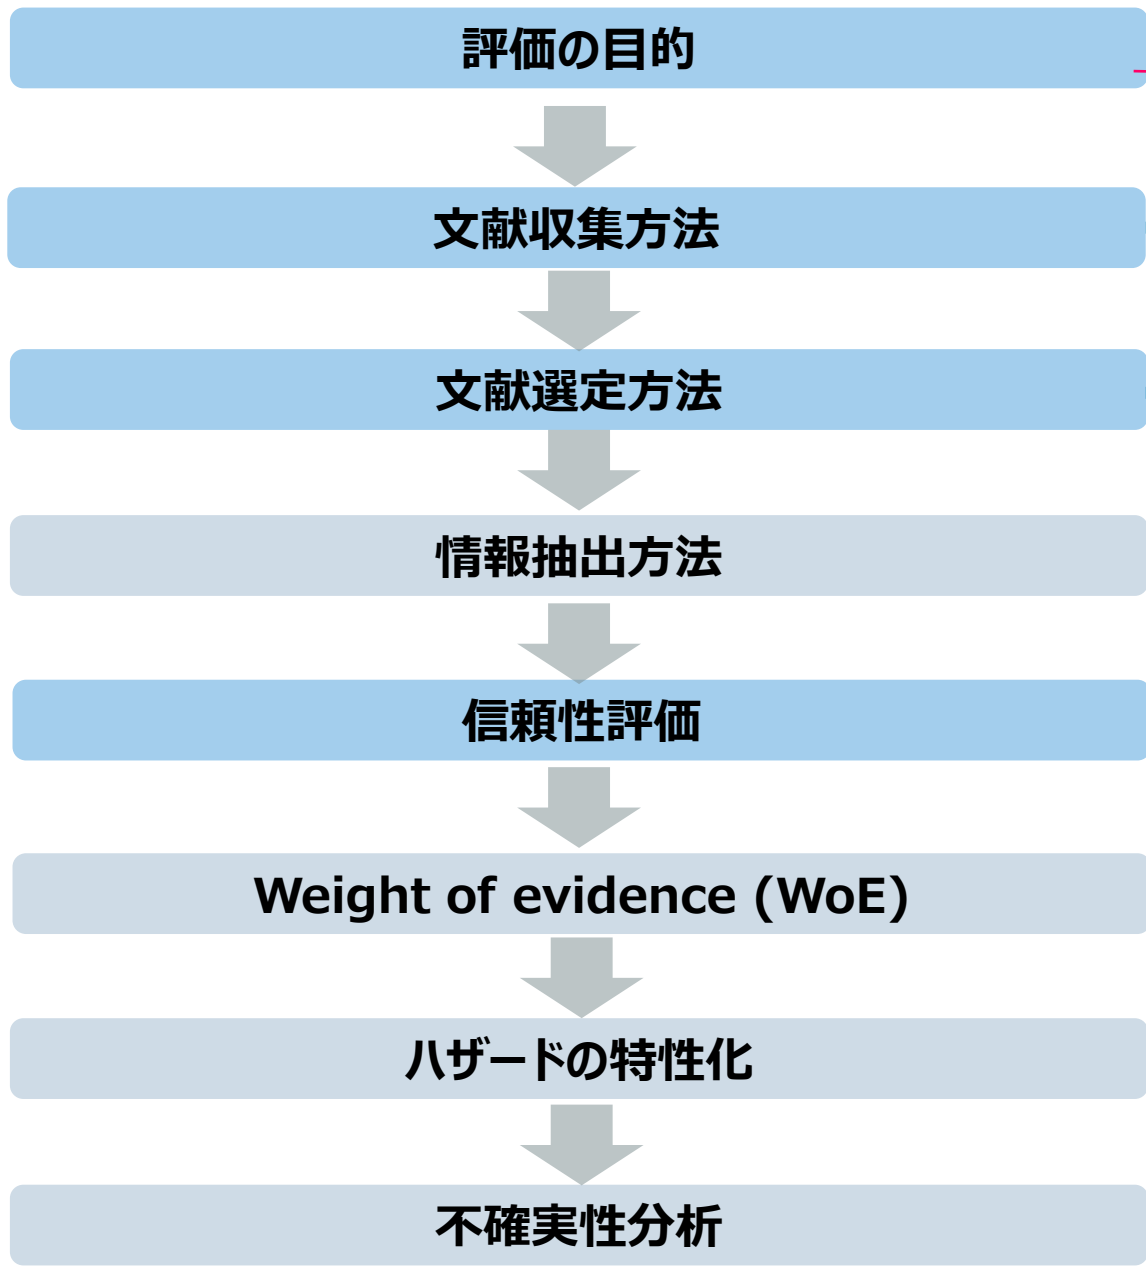 評価の目的
文献収集方法
文献選定方法
情報抽出方法
信頼性評価
Weight of evidence (WoE)
ハザードの特性化
不確実性分析